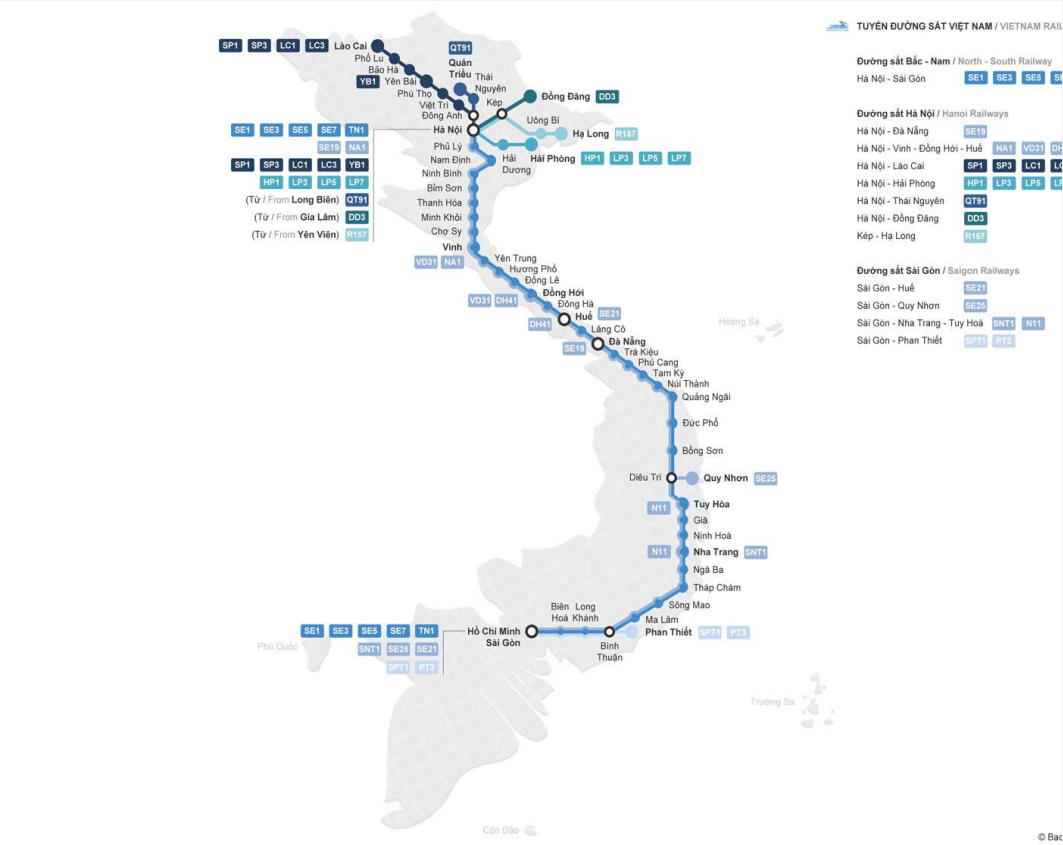 TUYẾN ĐƯỜNG SẮT VIỆT NAM / VIETNAM RAIL
Đường sắt Bắc - Nam / North - South Railway
Hà Nội - Sài Gòn SE1 SE3 SE5
Đường sắt Hà Nội / Hanoi Railways
Hà Nội - Đà Nẵng SE19
Hà Nội - Vinh - Đồng Hới - Huế NA1 VD31
Hà Nội - Lào Cai SP1 SP3 LC1
Hà Nội - Hải Phòng HP1 LP3 LP5
Hà Nội - Thái Nguyên QT91
Hà Nội - Đồng Đăng DD3
Kép - Hạ Long R157
Đường sắt Sài Gòn / Saigon Railways
Sài Gòn - Huế SE21
Sài Gòn - Quy Nhơn SE25
Sài Gòn - Nha Trang - Tuy Hoà SNT1 N11
Sài Gòn - Phan Thiết SPT1 PT3
SP1 SP3 LC1 LC3 Lào Cai
Phố Lu
Bảo Hà
YB1 Yên Bái
Phú Thọ
Việt Trì
Đông Anh
QT91
Quán
Triều
Thái
Nguyên
Kép
Đồng Đăng DD3
Uông Bí
Hạ Long R157
Hà Nội
SE1 SE3 SE5 SE7 TN1
SE19 NA1
SP1 SP3 LC1 LC3 YB1
HP1 LP3 LP5 LP7
(Từ / From Long Biên) QT91
(Từ / From Gia Lâm) DD3
(Từ / From Yên Viên) R157
Hải
Dương
Hải Phòng HP1 LP3 LP5 LP7
Phủ Lý
Nam Định
Ninh Bình
Bỉm Sơn
Thanh Hóa
Minh Khôi
Chợ Sy
Vinh
VD31 NA1
Yên Trung
Hương Phố
Đồng Lê
Đồng Hới
VD31 DH41
Đông Hà
Huế SE21
DH41
Lăng Cô
Đà Nẵng
SE19
Trà Kiệu
Phú Cang
Tam Kỳ
Núi Thành
Quảng Ngãi
Đức Phổ
Bồng Sơn
Diêu Trì
Quy Nhơn SE25
Tuy Hòa
N11
Giã
Ninh Hoà
N11
Nha Trang SNT1
Ngã Ba
Tháp Chàm
Sông Mao
Ma Lâm
Phan Thiết SPT1 PT3
Bình
Thuận
Long
Khánh
Biên
Hoà
Hồ Chí Minh
Sài Gòn
SE1 SE3 SE5 SE7 TN1
SNT1 SE25 SE21
SPT1 PT3
Hoàng Sa
Phú Quốc
Trường Sa
Côn Đảo
© Bac